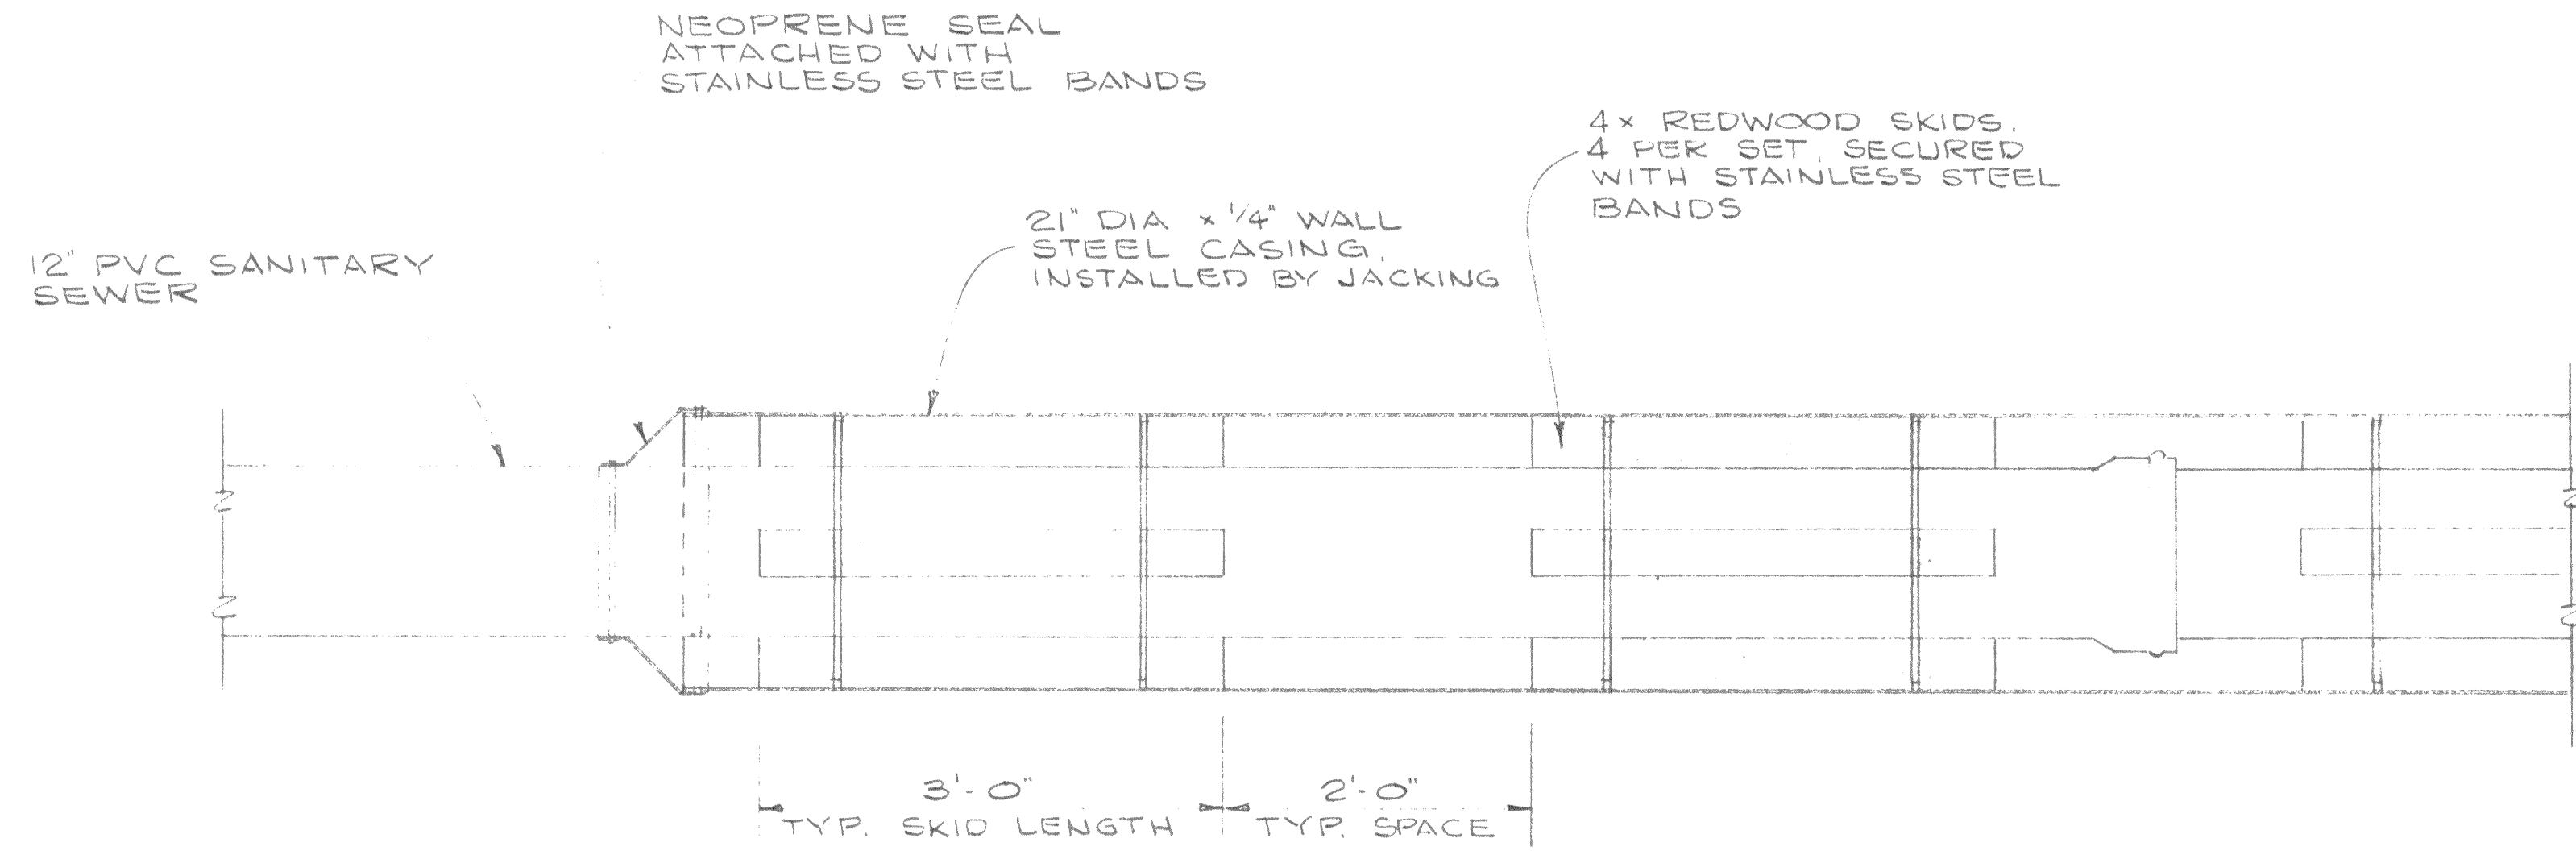 NEOPRENE SEAL
ATTACHED WITH
STAINLESS STEEL BANDS
4x REDWOOD SKIDS,
4 PER SET, SECURED
WITH STAINLESS STEEL
BANDS
21" DIA x 1/4" WALL
STEEL CASING,
INSTALLED BY JACKING
12" PVC SANITARY
SEWER
3'-0"
TYP. SKID LENGTH
2'-0"
TYP. SPACE